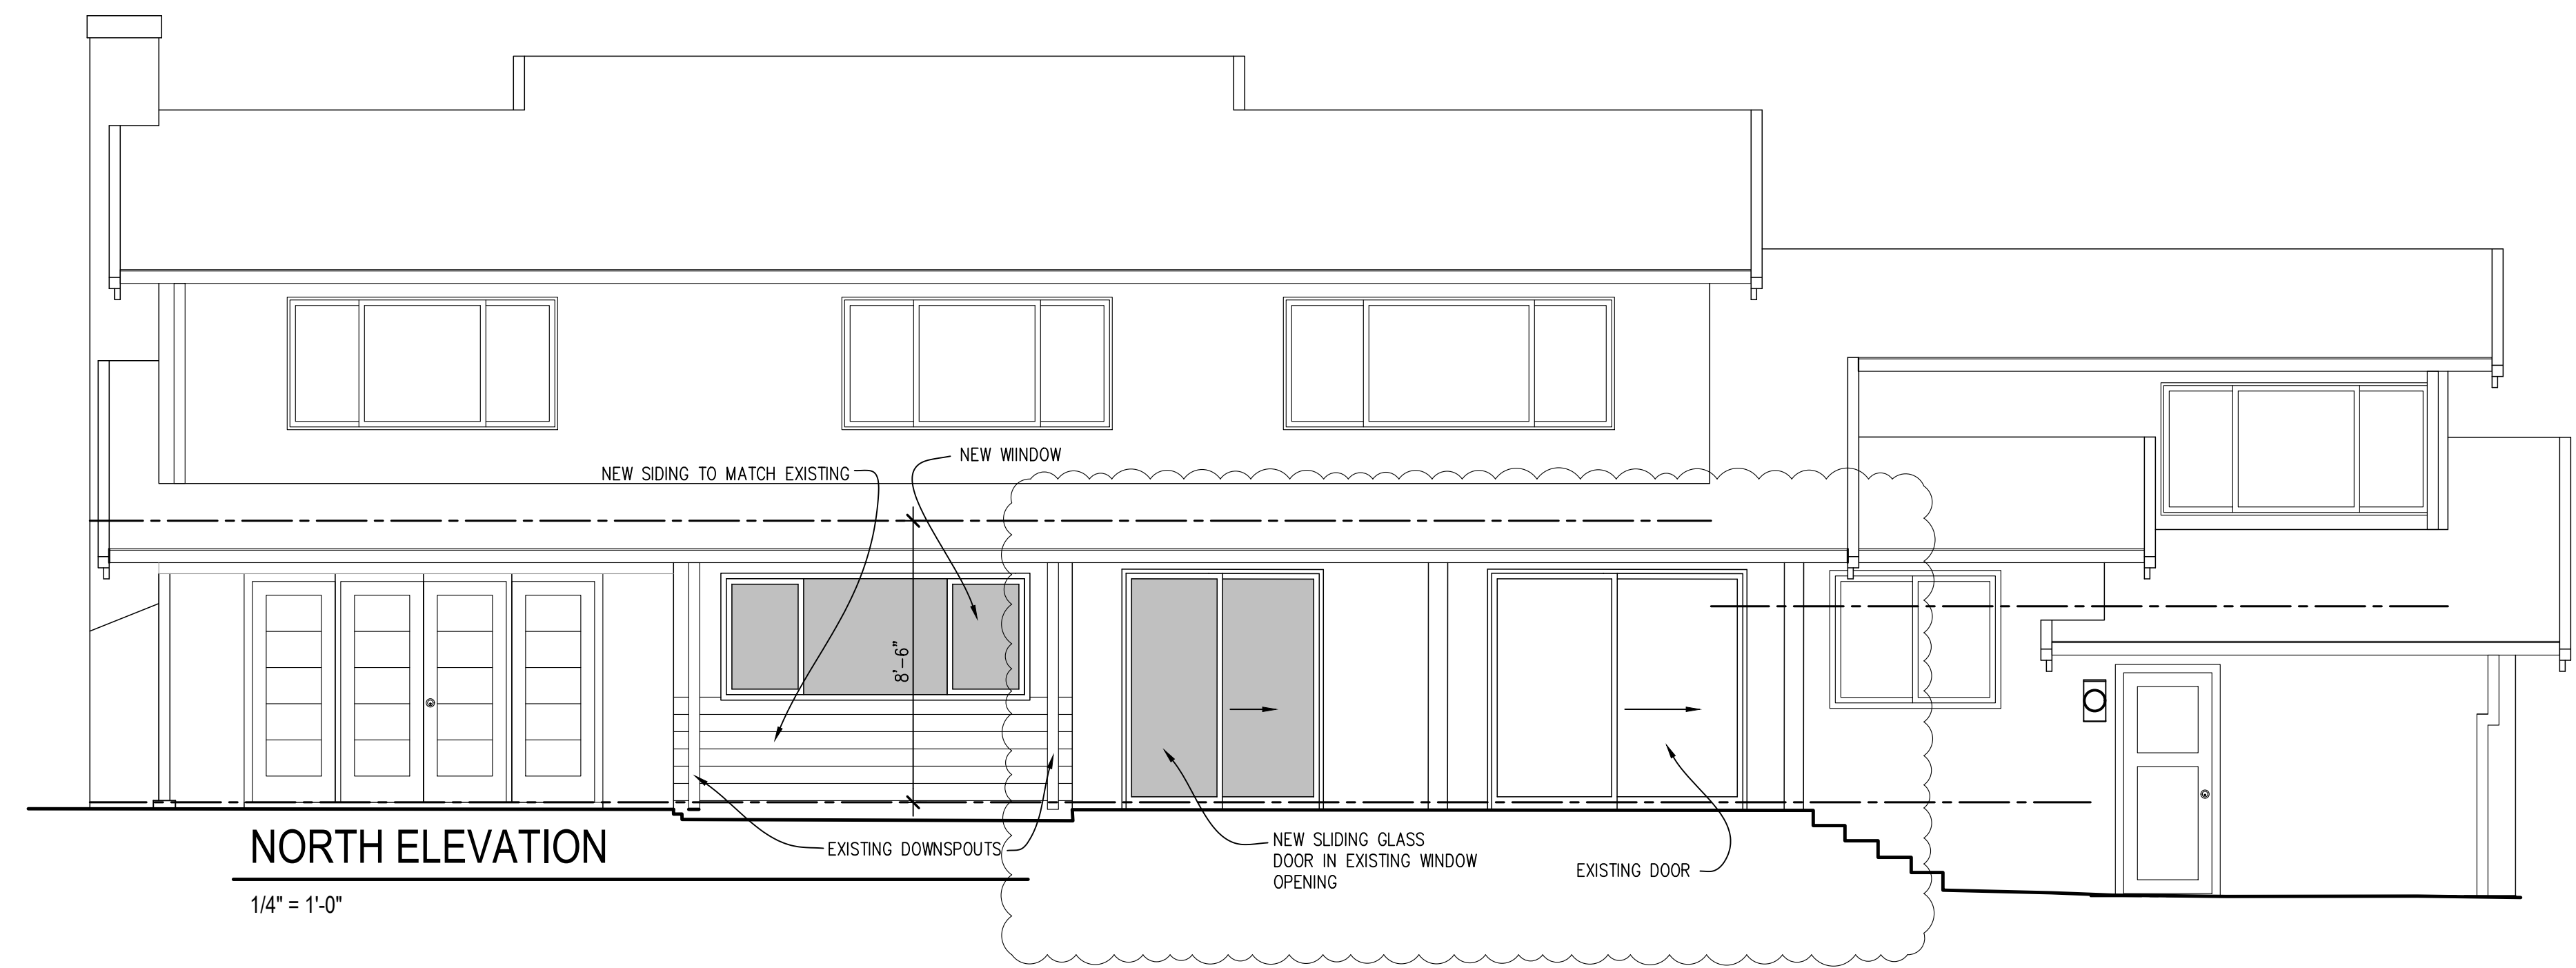 NEW WIINDOW
NEW SIDING TO MATCH EXISTING
8'-6"
EXISTING DOWNSPOUTS
NEW SLIDING GLASS
DOOR IN EXISTING WINDOW
OPENING
EXISTING DOOR
NORTH ELEVATION
1/4" = 1'-0"